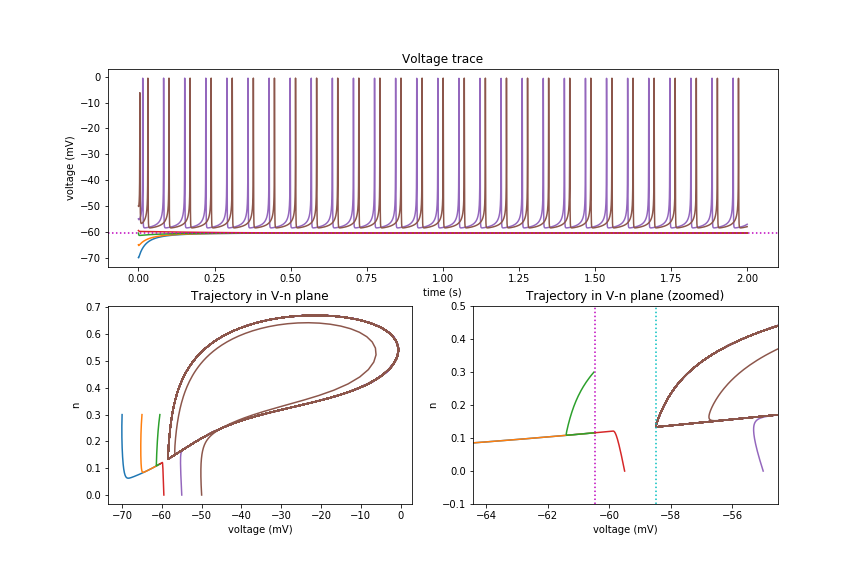 Voltage trace
0
−10
−20
−30
−40
−50
−60
−70
voltage (mV)
0.00 0.25 0.50 0.75 1.00 1.25 1.50 1.75 2.00
time (s)
Trajectory in V-n plane
0.7
0.6
0.5
0.4
0.3
0.2
0.1
0.0
n
−70 −60 −50 −40 −30 −20 −10 0
voltage (mV)
Trajectory in V-n plane (zoomed)
0.5
0.4
0.3
0.2
0.1
0.0
−0.1
n
−64 −62 −60 −58 −56
voltage (mV)